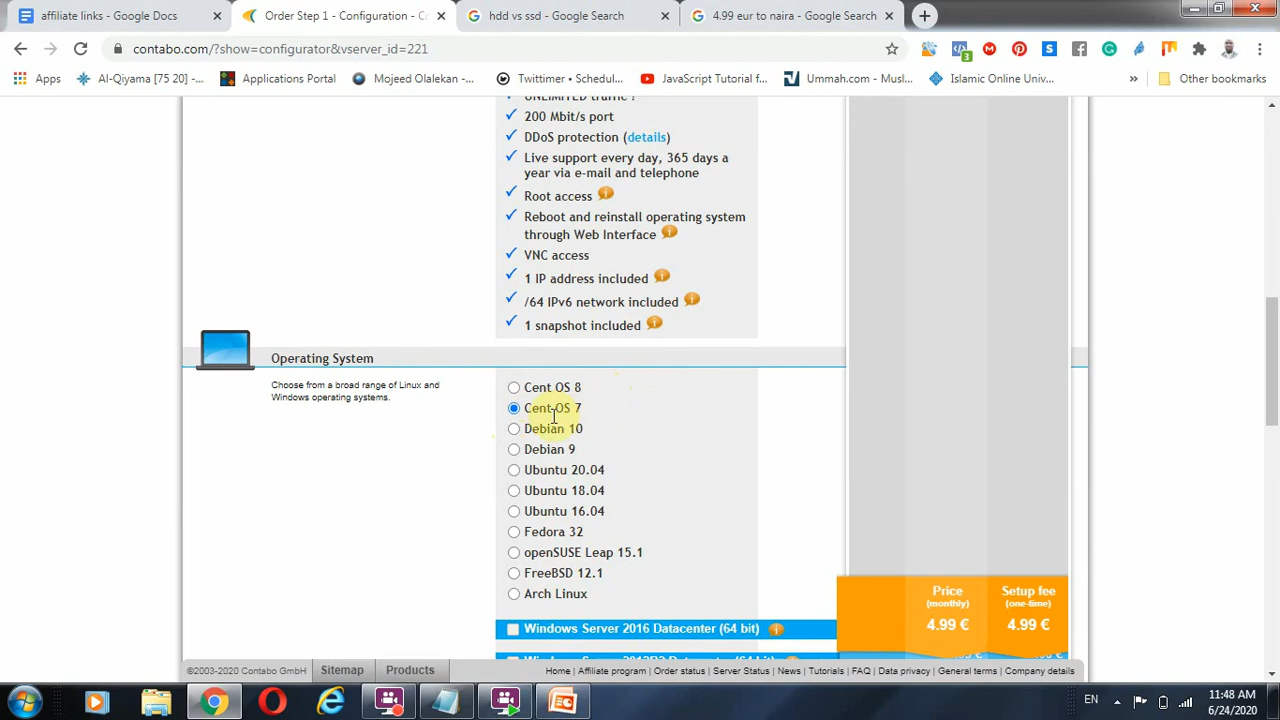 affiliate links - Google Docs
Order Step 1 - Configuration - Co
hdd vs ssd - Google Search
4.99 eur to naira - Google Search
contabo.com/?show=configurator&vserver_id=221
3
Apps
Al-Qiyama [75 20] -...
Applications Portal
Mojeed Olalekan -...
Twittimer • Schedul...
JavaScript Tutorial f...
Ummah.com - Musl...
Islamic Online Univ...
»
Other bookmarks
UNLIMITED traffic !
200 Mbit/s port
DDoS protection (details)
Live support every day, 365 days a
year via e-mail and telephone
Root access
Reboot and reinstall operating system
through Web Interface
VNC access
1 IP address included
/64 IPv6 network included
1 snapshot included
Operating System
Choose from a broad range of Linux and
Windows operating systems.
Cent OS 8
Cent OS 7
Debian 10
Debian 9
Ubuntu 20.04
Ubuntu 18.04
Ubuntu 16.04
Fedora 32
openSUSE Leap 15.1
FreeBSD 12.1
Arch Linux
Price
(monthly)
4.99 €
Setup fee
(one-time)
4.99 €
Windows Server 2016 Datacenter (64 bit)
©2003-2020 Contabo GmbH
Sitemap
Products
Home | Affiliate program | Order status | Server Status | News | Tutorials | FAQ | Data privacy | General terms | Company details
EN
11:48 AM
6/24/2020